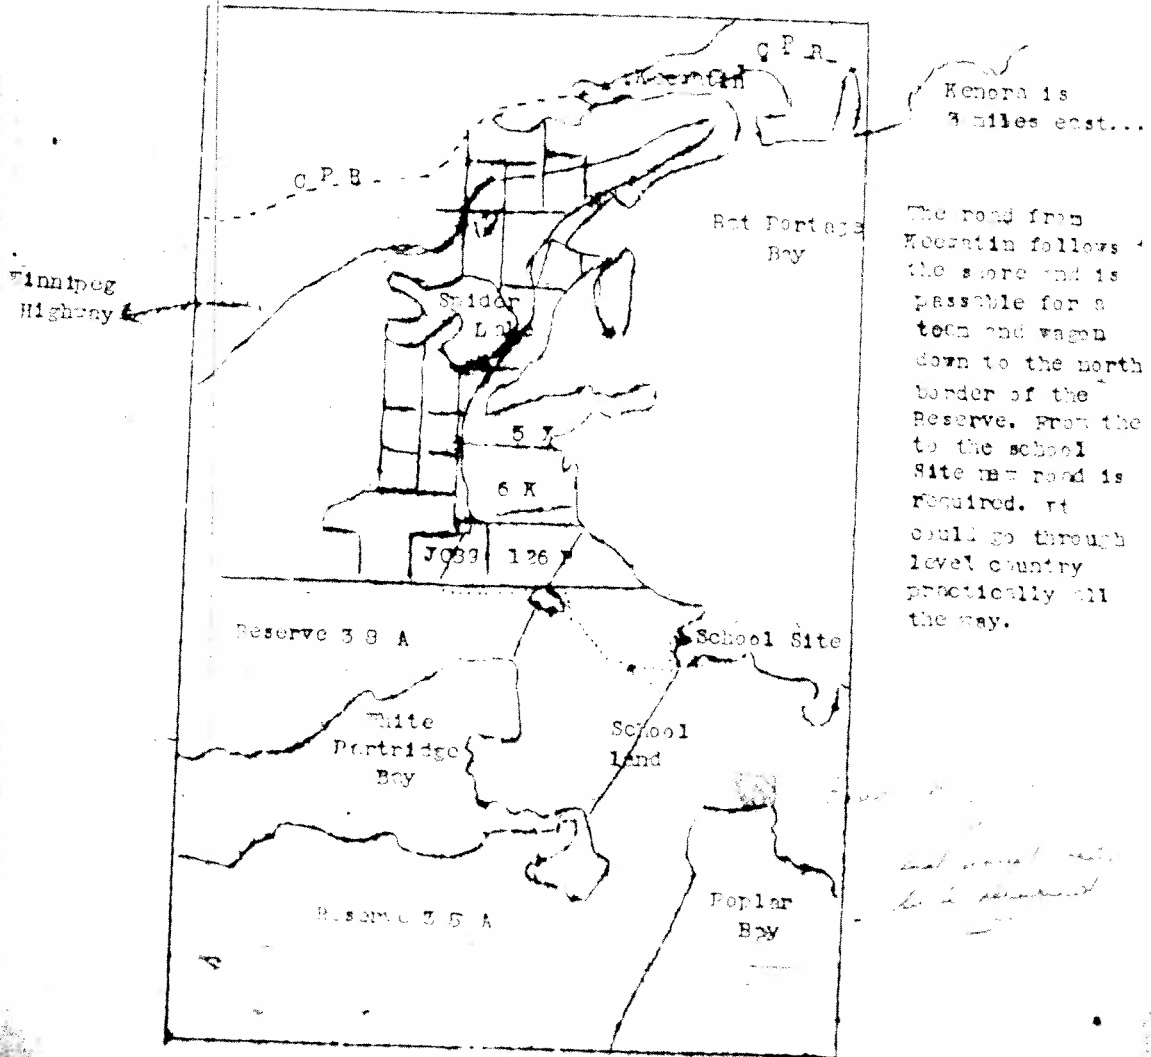 C P R
Keewatin
Kenora is
3 miles east...
C P R
Rat Portage
Bay
The road from
Keewatin follows
the shore and is
passable for a
team and wagon
down to the north
border of the
Reserve. From the
to the school
Site new road is
required. It
could go through
level country
practically all
the way.
Winnipeg
Highway
Spider
Lake
5 J
6 K
JO89 126
Reserve 38 A
School Site
White
Partridge
Bay
School
land
Reserve 38 A
Poplar
Bay